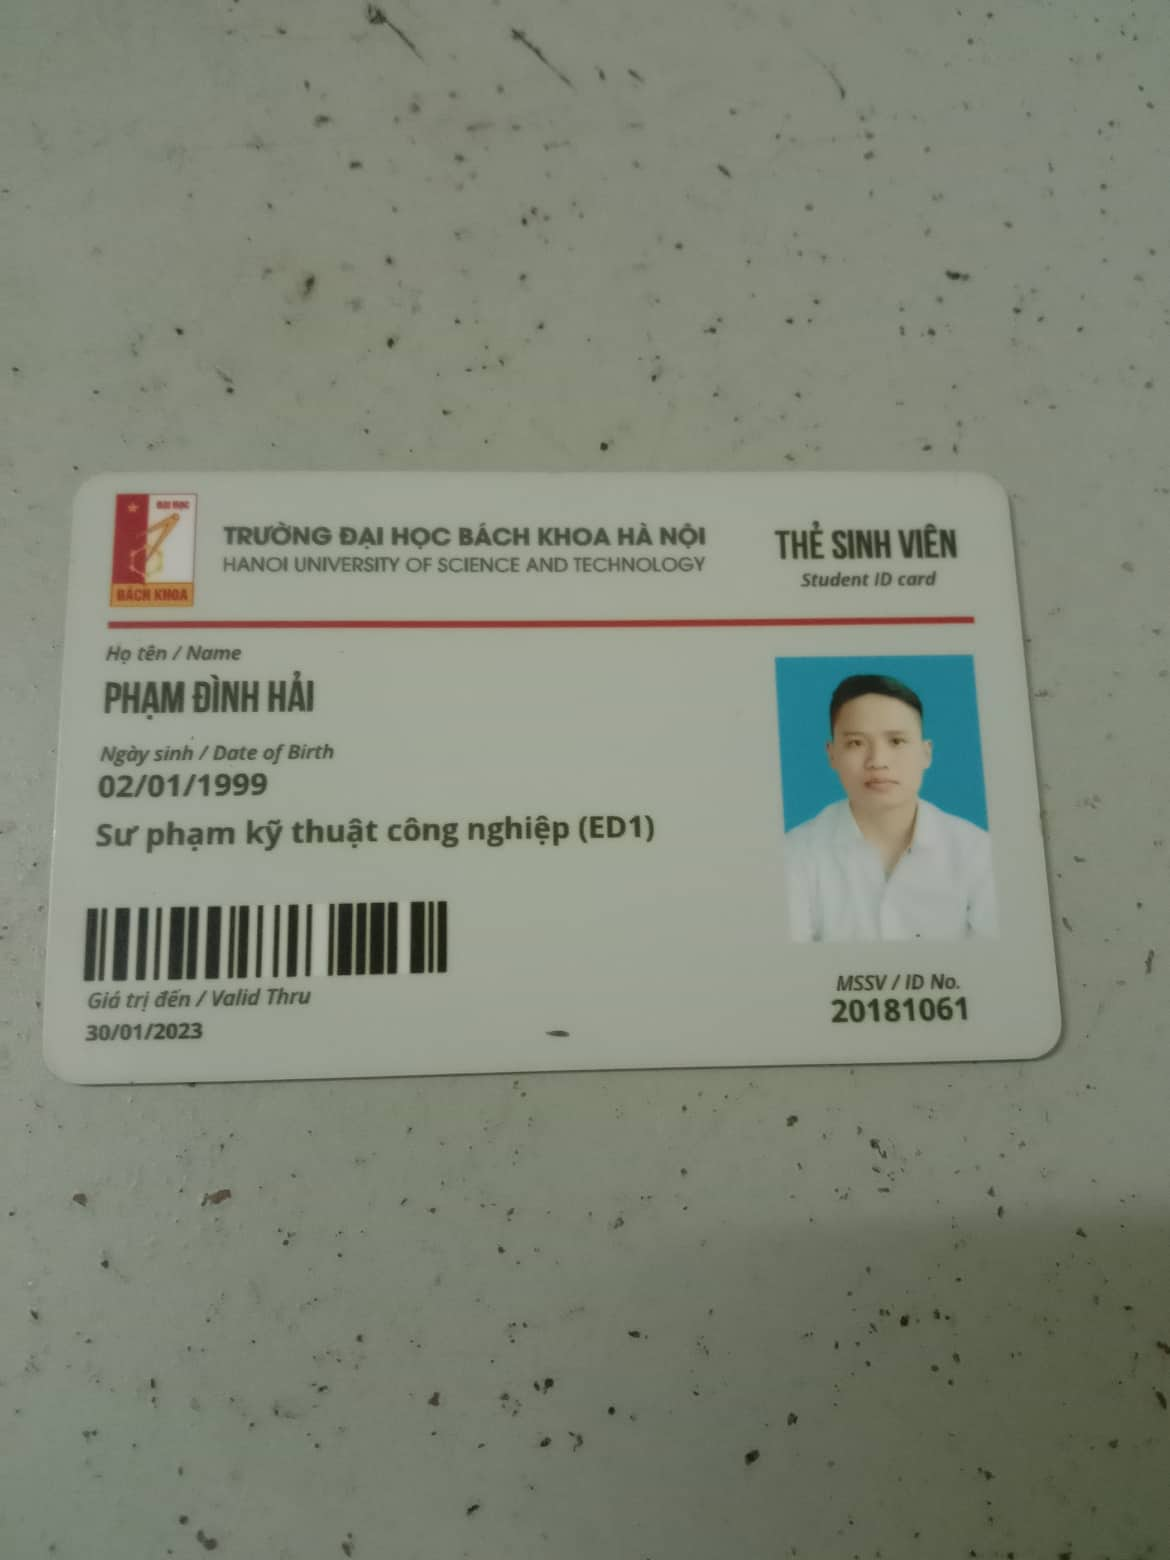 ĐẠI HỌC
BÁCH KHOA
TRƯỜNG ĐẠI HỌC BÁCH KHOA HÀ NỘI
HANOI UNIVERSITY OF SCIENCE AND TECHNOLOGY
THẺ SINH VIÊN
Student ID card
Họ tên / Name
PHẠM ĐÌNH HẢI
Ngày sinh / Date of Birth
02/01/1999
Sư phạm kỹ thuật công nghiệp (ED1)
Giá trị đến / Valid Thru
30/01/2023
MSSV / ID No.
20181061